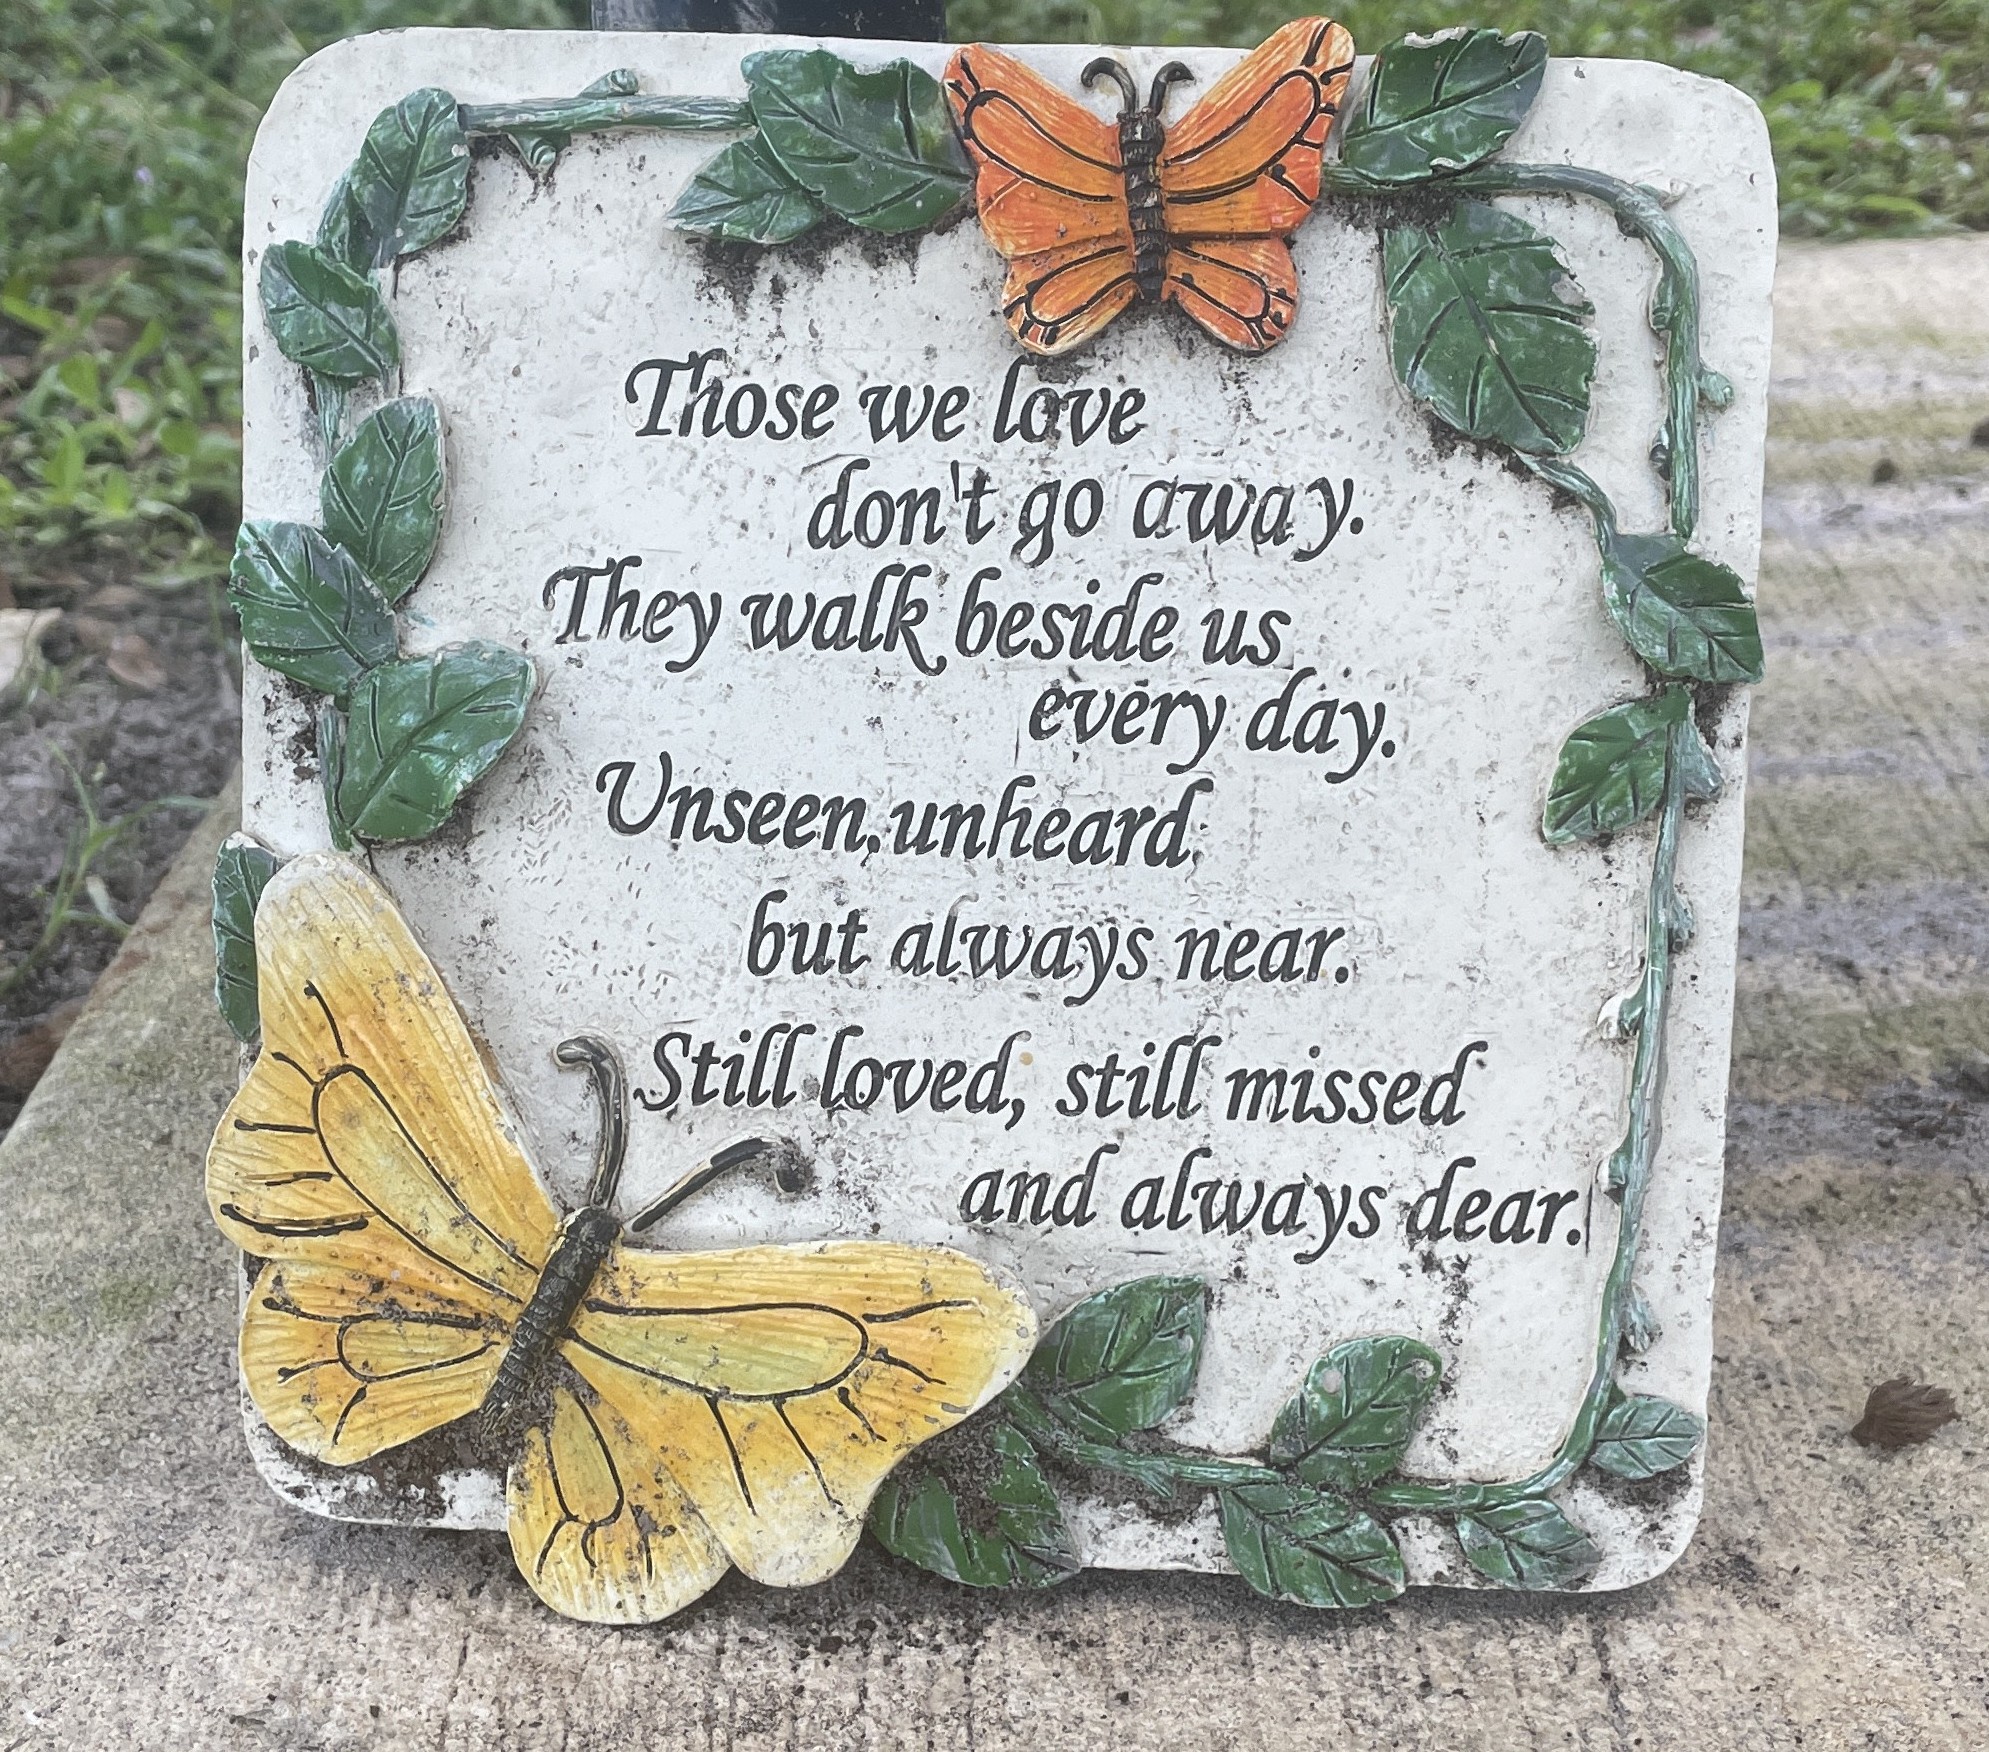 Those we love
don't go away.
They walk beside us
every day.
Unseen, unheard,
but always near.
Still loved, still missed
and always dear.